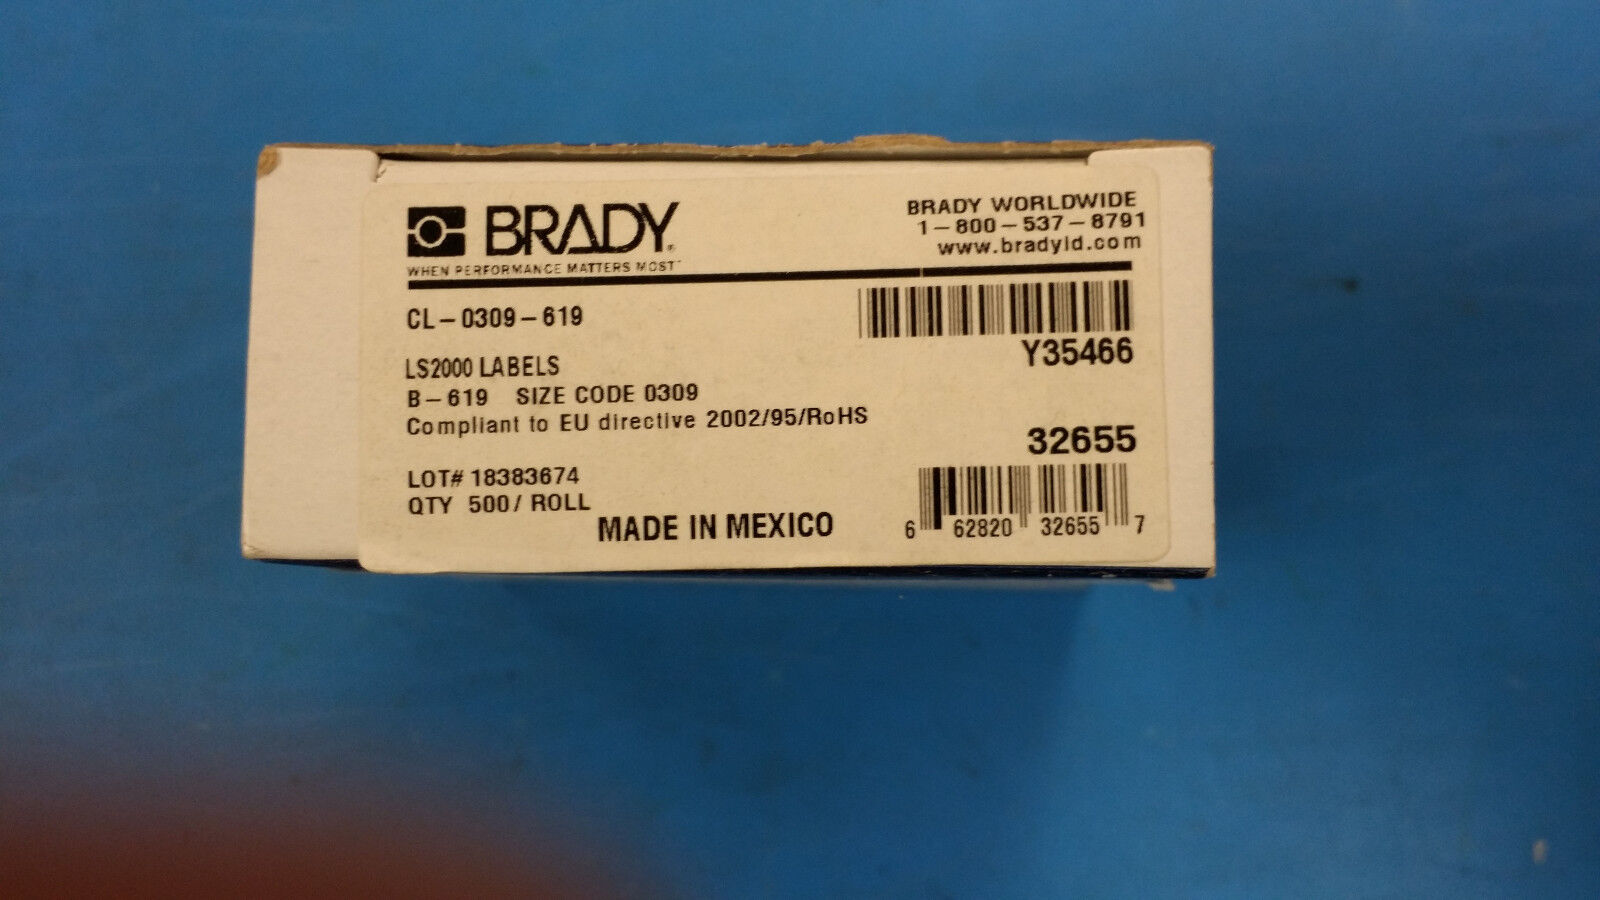 BRADY
WHEN PERFORMANCE MATTERS MOST™
BRADY WORLDWIDE
1-800-537-8791
www.bradyid.com
CL-0309-619
Y35466
LS2000 LABELS
B-619 SIZE CODE 0309
Compliant to EU directive 2002/95/RoHS
32655
LOT# 18383674
QTY 500/ ROLL
MADE IN MEXICO
6 62820 32655 7